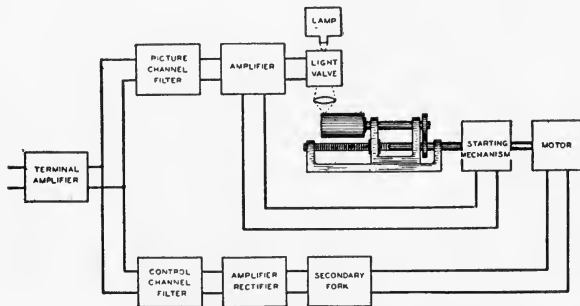 LAMP
PICTURE
CHANNEL
FILTER
AMPLIFIER
LIGHT
VALVE
TERMINAL
AMPLIFIER
STARTING
MECHANISM
MOTOR
CONTROL
CHANNEL
FILTER
AMPLIFIER
RECTIFIER
SECONDARY
FORK